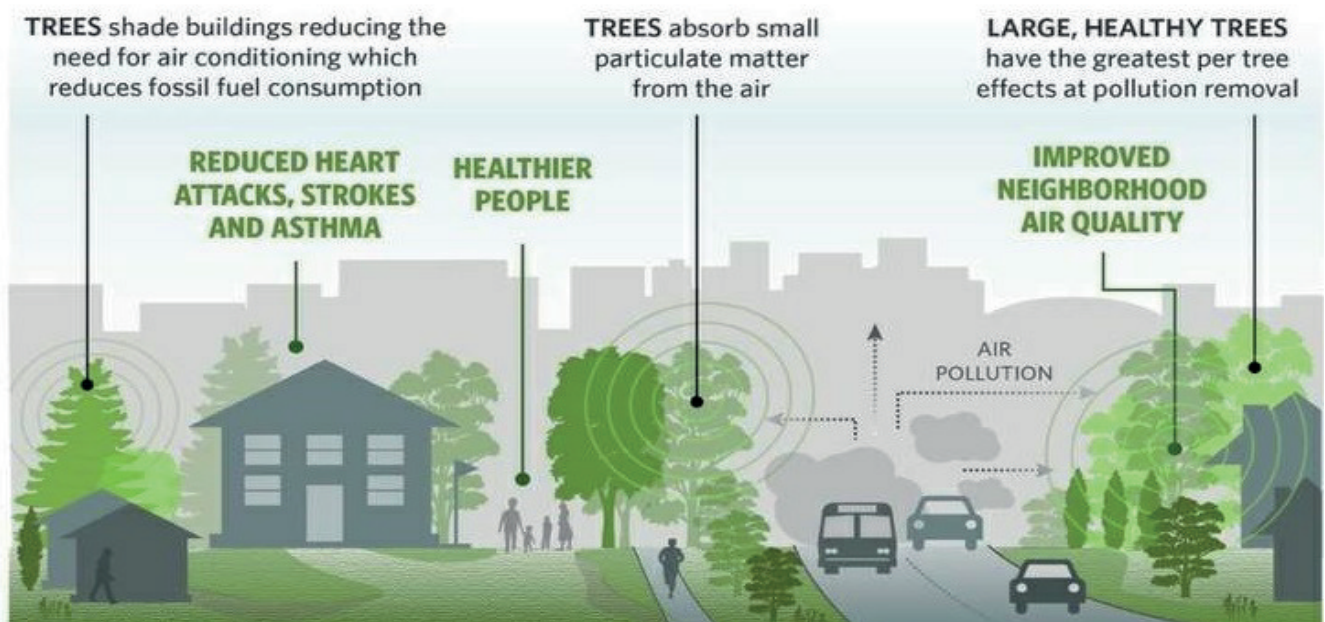 TREES shade buildings reducing the
need for air conditioning which
reduces fossil fuel consumption
TREES absorb small
particulate matter
from the air
LARGE, HEALTHY TREES
have the greatest per tree
effects at pollution removal
REDUCED HEART
ATTACKS, STROKES
AND ASTHMA
HEALTHIER
PEOPLE
IMPROVED
NEIGHBORHOOD
AIR QUALITY
AIR
POLLUTION